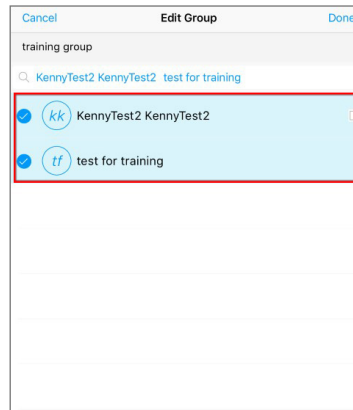 Cancel Edit Group Done
training group
KennyTest2 KennyTest2 test for training
kk KennyTest2 KennyTest2
tf test for training